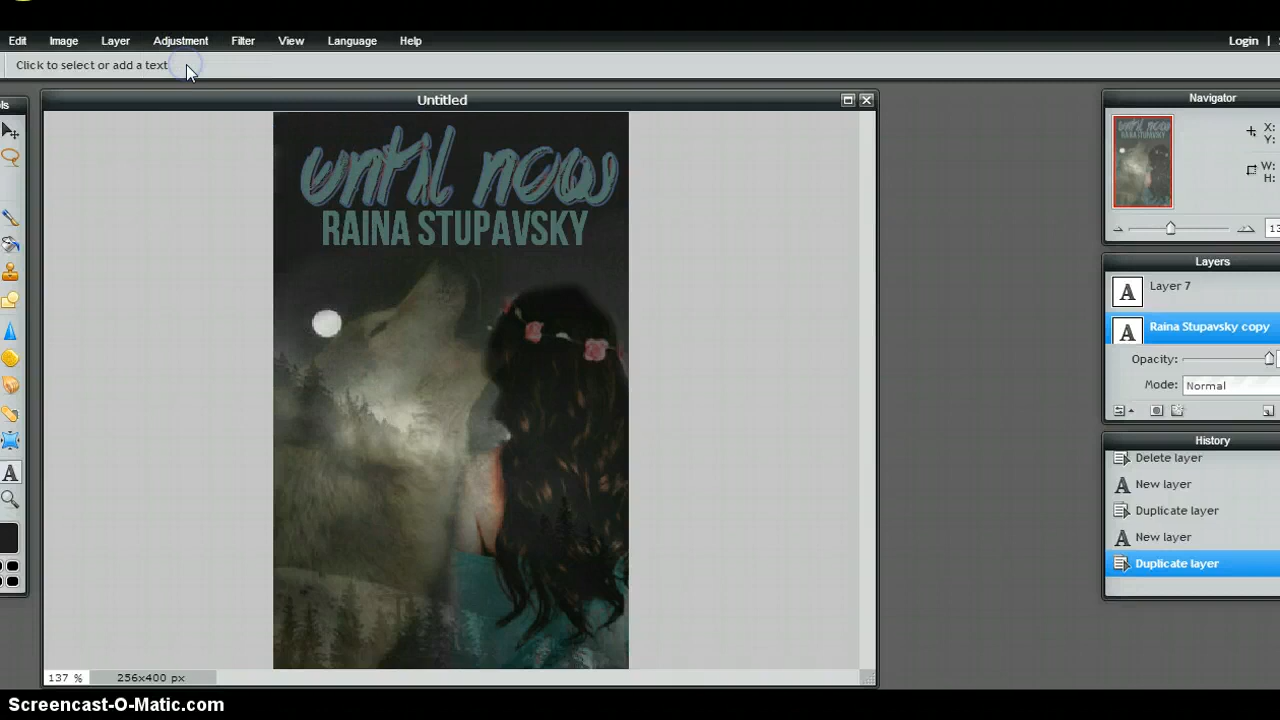 Edit Image Layer Adjustment Filter View Language Help Login |
Click to select or add a text
ls
Untitled
until now
RAINA STUPAVSKY
137 % 256x400 px
Navigator
X:
Y:
W:
H:
13
Layers
A Layer 7
A Raina Stupavsky copy
Opacity:
Mode: Normal
History
Delete layer
A New layer
Duplicate layer
A New layer
Duplicate layer
A
Screencast-O-Matic.com